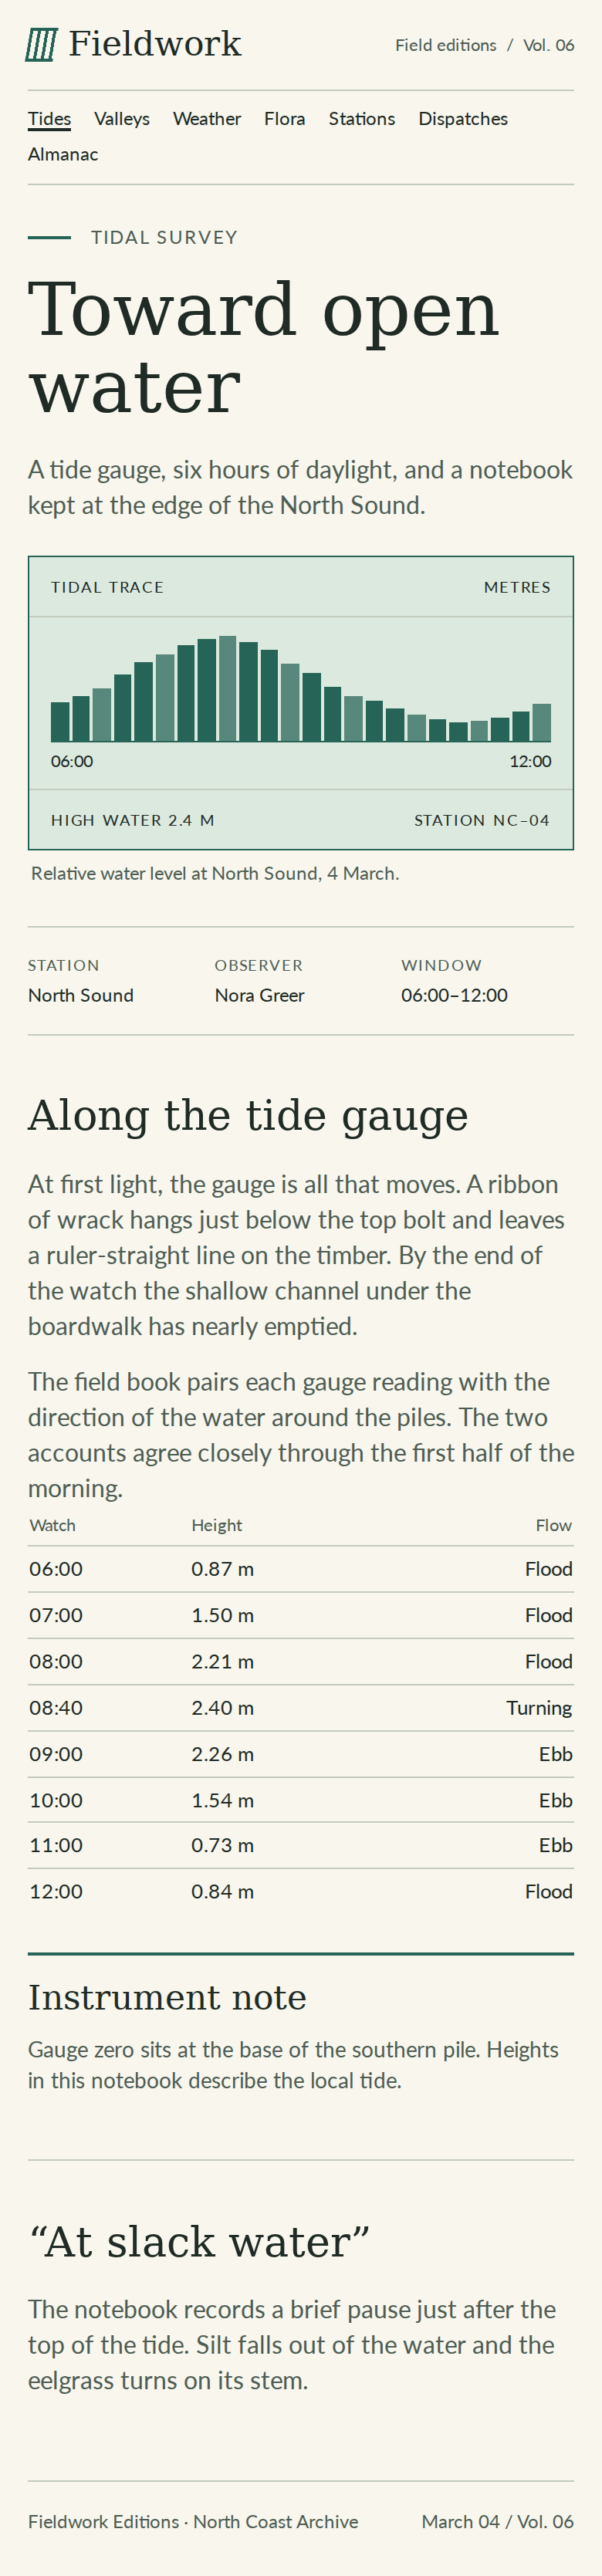 Fieldwork
Field editions / Vol. 06
Tides Valleys Weather Flora Stations Dispatches
Almanac
TIDAL SURVEY
Toward open
water
A tide gauge, six hours of daylight, and a notebook
kept at the edge of the North Sound.
TIDAL TRACE METRES
06:00 12:00
HIGH WATER 2.4 M STATION NC–04
Relative water level at North Sound, 4 March.
STATION OBSERVER WINDOW
North Sound Nora Greer 06:00–12:00
Along the tide gauge
At first light, the gauge is all that moves. A ribbon
of wrack hangs just below the top bolt and leaves
a ruler-straight line on the timber. By the end of
the watch the shallow channel under the
boardwalk has nearly emptied.
The field book pairs each gauge reading with the
direction of the water around the piles. The two
accounts agree closely through the first half of the
morning.
Watch Height Flow
06:00 0.87 m Flood
07:00 1.50 m Flood
08:00 2.21 m Flood
08:40 2.40 m Turning
09:00 2.26 m Ebb
10:00 1.54 m Ebb
11:00 0.73 m Ebb
12:00 0.84 m Flood
Instrument note
Gauge zero sits at the base of the southern pile. Heights
in this notebook describe the local tide.
“At slack water”
The notebook records a brief pause just after the
top of the tide. Silt falls out of the water and the
eelgrass turns on its stem.
Fieldwork Editions · North Coast Archive March 04 / Vol. 06